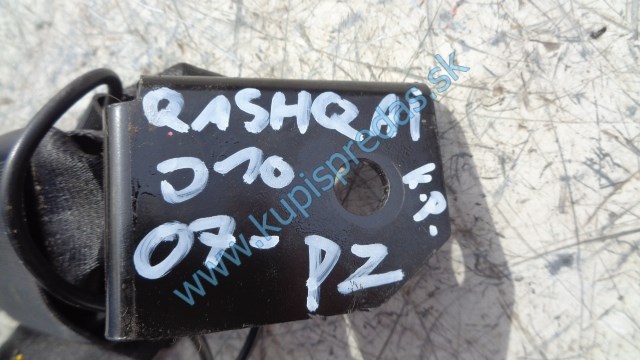 QASHQAI
J10 V.P.
07- PZ
www.kupispredas.sk